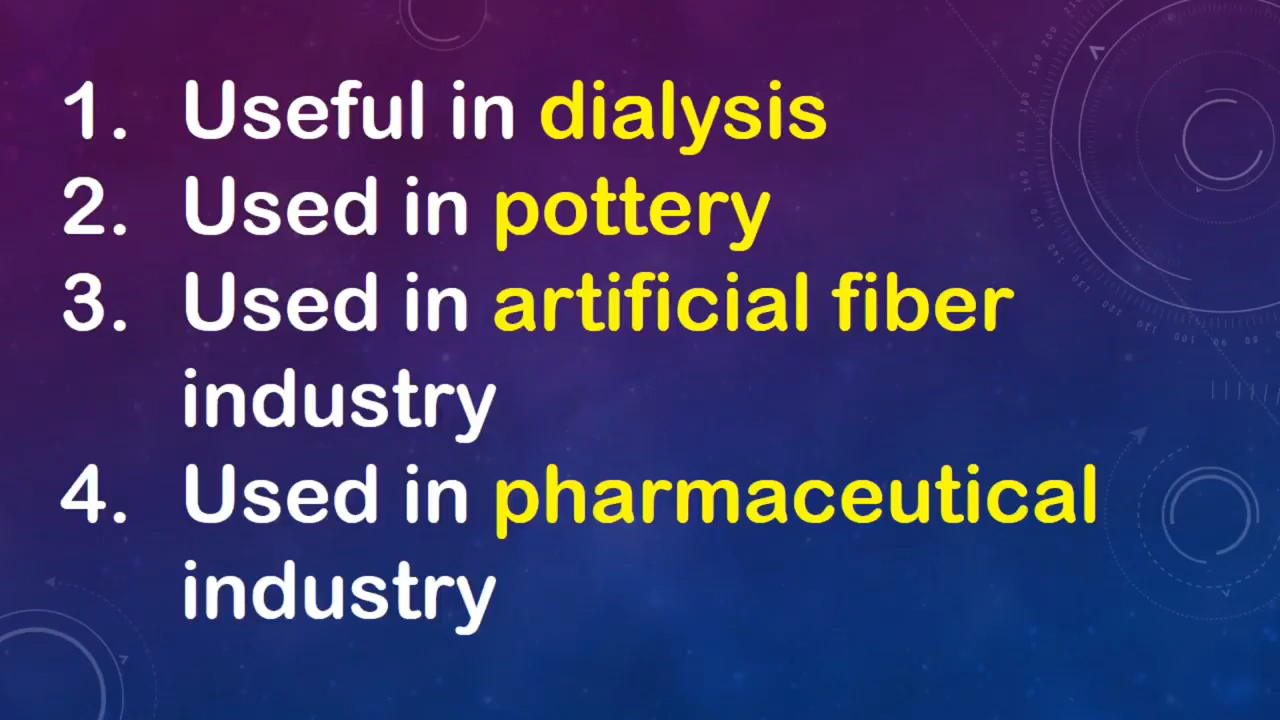 1. Useful in dialysis
2. Used in pottery
3. Used in artificial fiber
industry
4. Used in pharmaceutical
industry